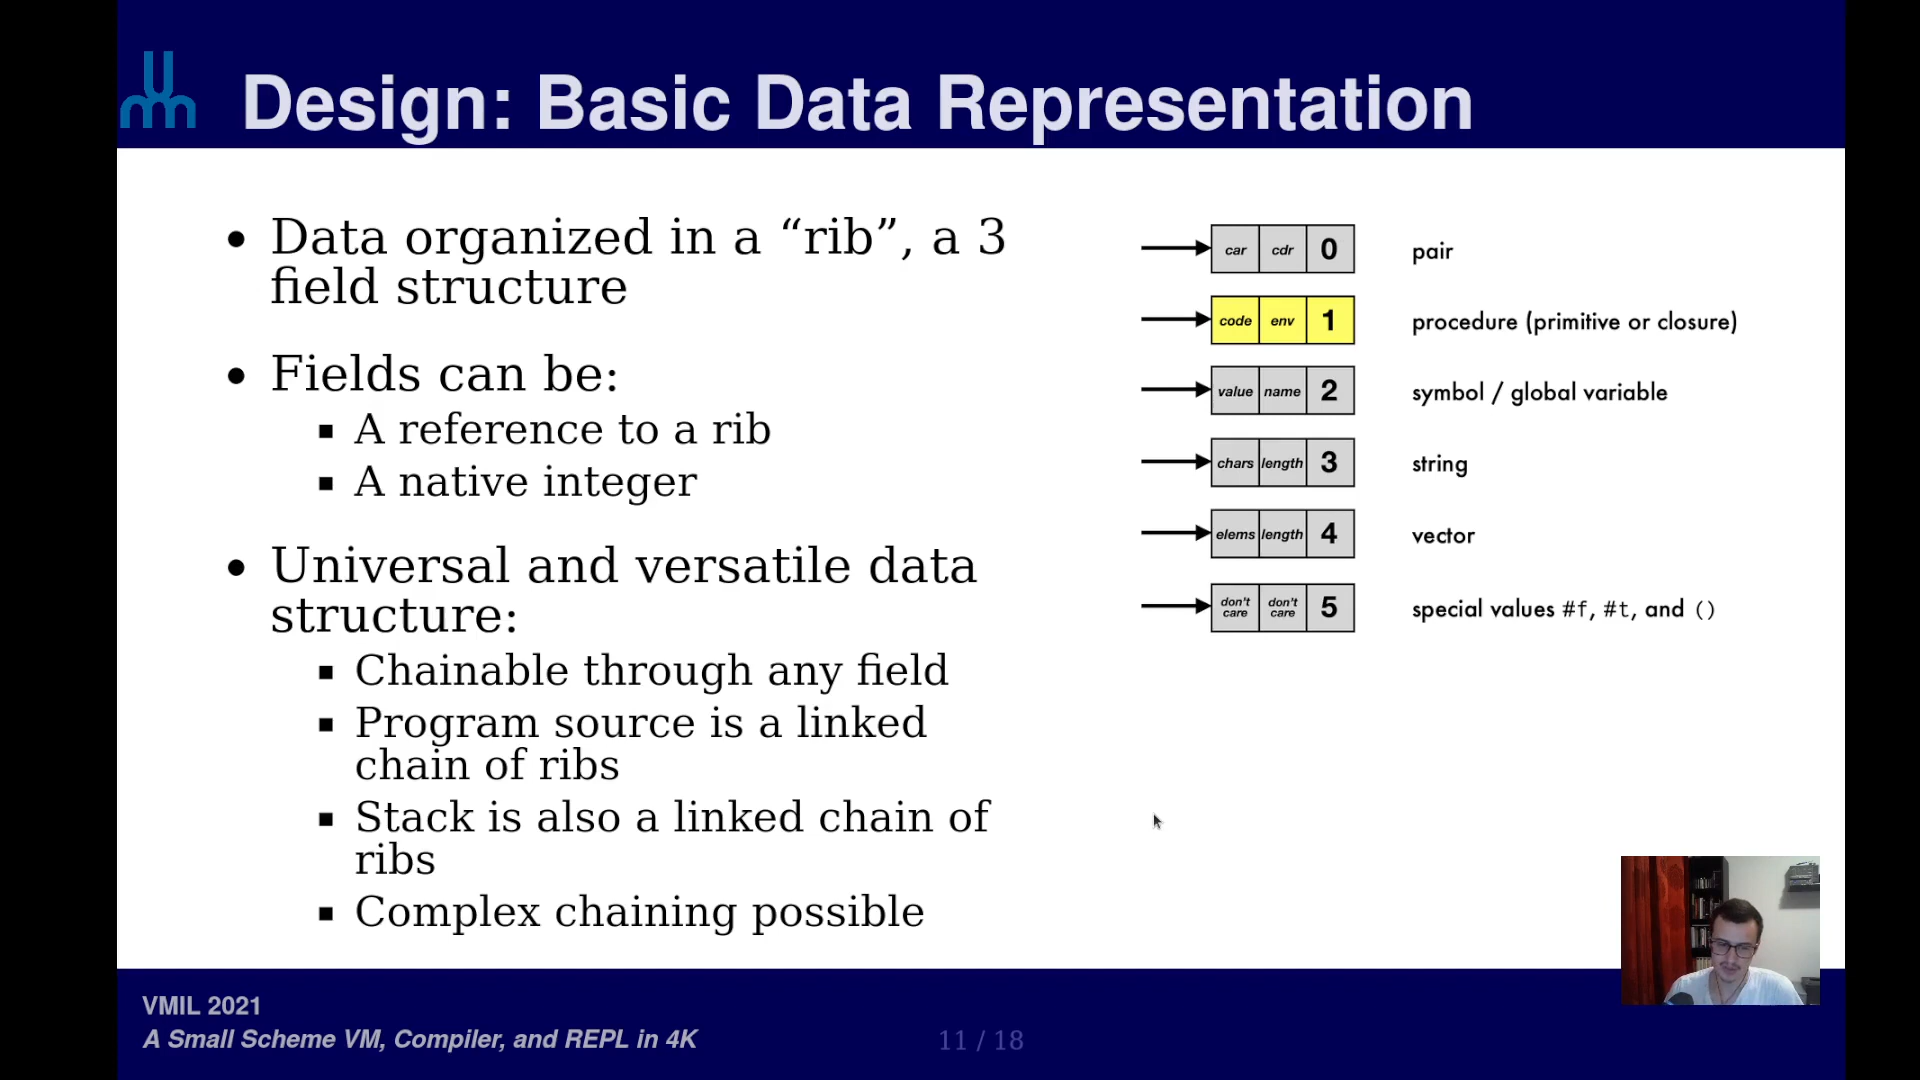 Design: Basic Data Representation
• Data organized in a “rib”, a 3
field structure
• Fields can be:
▪ A reference to a rib
▪ A native integer
• Universal and versatile data
structure:
▪ Chainable through any field
▪ Program source is a linked
chain of ribs
▪ Stack is also a linked chain of
ribs
▪ Complex chaining possible
car cdr 0 pair
code env 1 procedure (primitive or closure)
value name 2 symbol / global variable
chars length 3 string
elems length 4 vector
don't care don't care 5 special values #f, #t, and ()
VMIL 2021
A Small Scheme VM, Compiler, and REPL in 4K
11 / 18